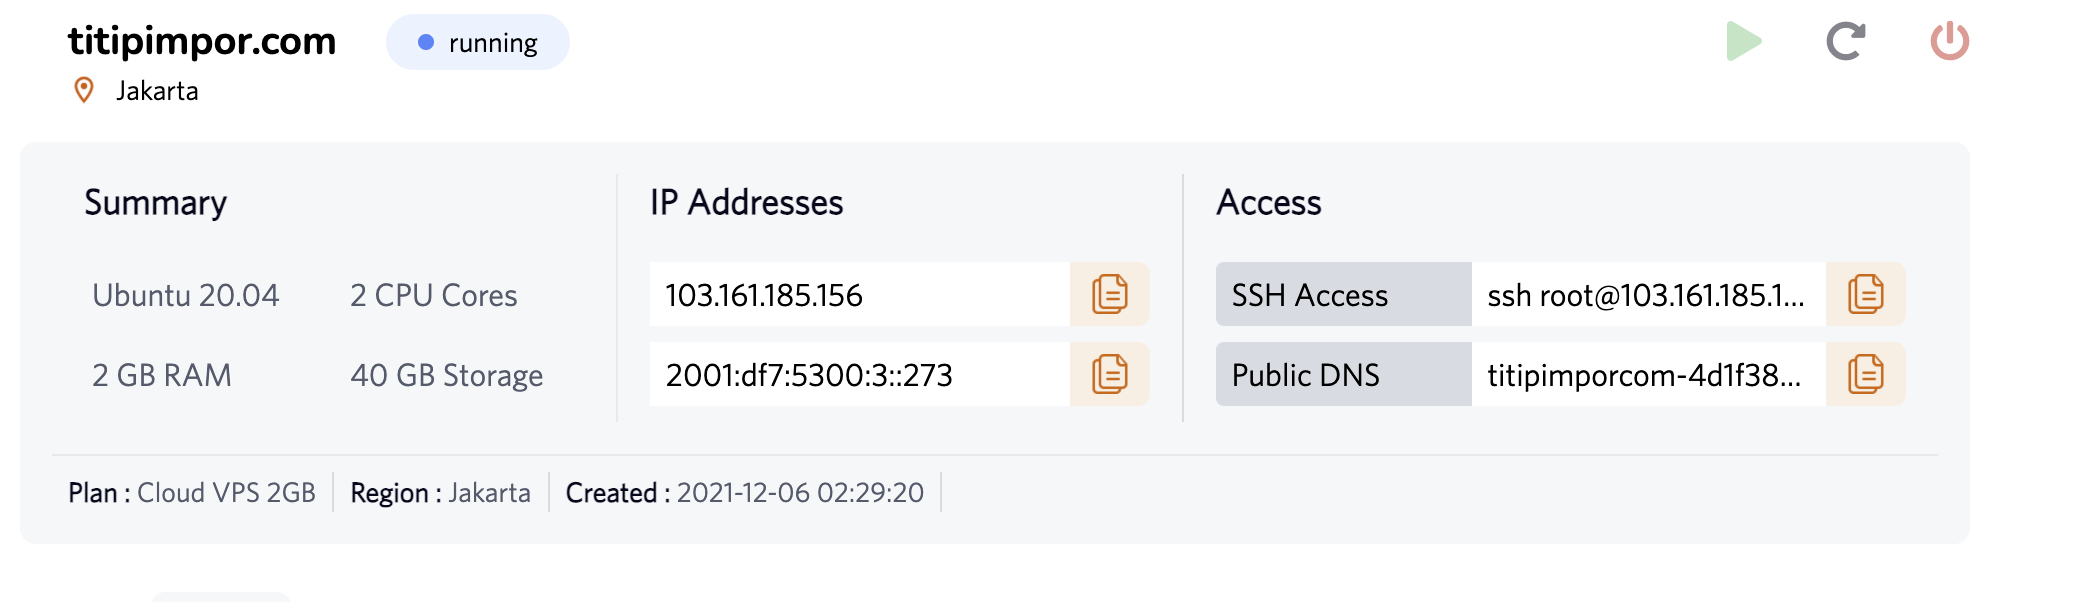 titipimpor.com
running
Jakarta
Summary
Ubuntu 20.04
2 CPU Cores
2 GB RAM
40 GB Storage
IP Addresses
103.161.185.156
2001:df7:5300:3::273
Access
SSH Access
ssh root@103.161.185.1...
Public DNS
titipimporcom-4d1f38...
Plan : Cloud VPS 2GB
Region : Jakarta
Created : 2021-12-06 02:29:20